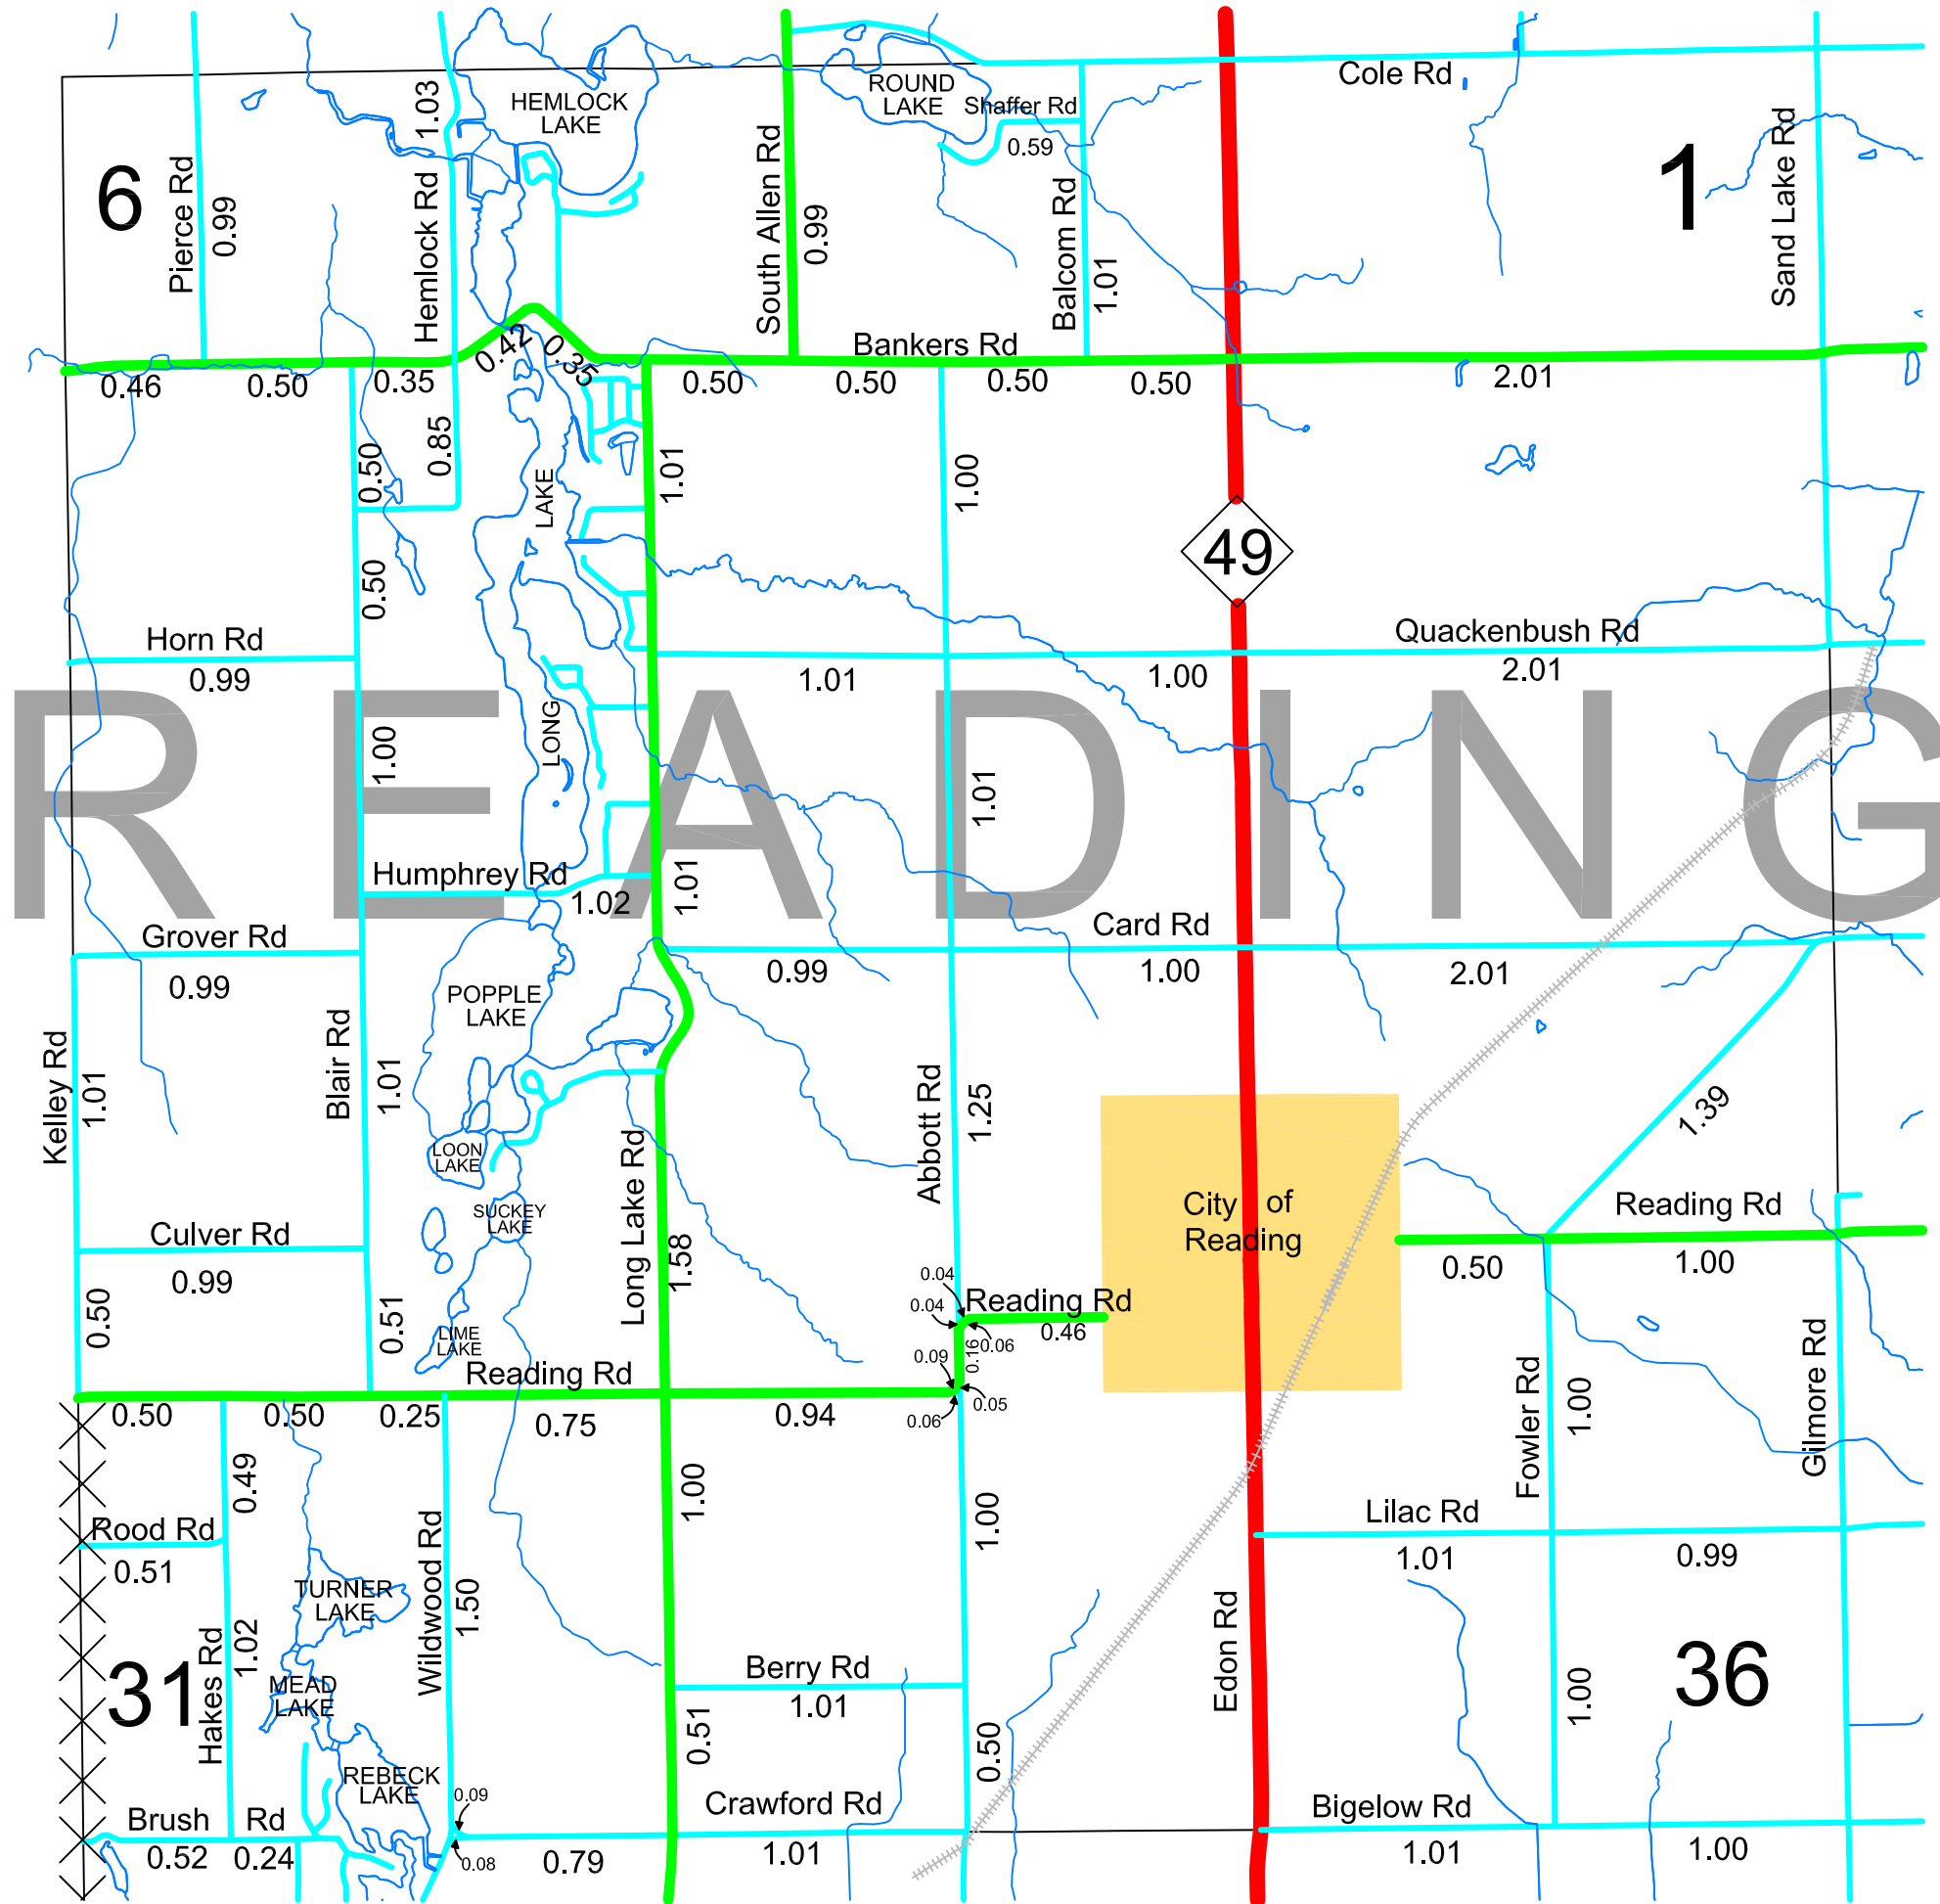 Cole Rd
HEMLOCK
LAKE
ROUND
LAKE
Shaffer Rd
0.59
1.03
6
1
Pierce Rd
0.99
Hemlock Rd
South Allen Rd
0.99
Balcom Rd
1.01
Sand Lake Rd
Bankers Rd
0.42
0.35
0.46
0.50
0.35
0.50
0.50
0.50
0.50
2.01
0.50
0.85
1.01
1.00
LAKE
49
0.50
Horn Rd
0.99
Quackenbush Rd
1.01
1.00
2.01
READING
1.00
LONG
1.01
Humphrey Rd
1.02
1.01
Grover Rd
0.99
Card Rd
0.99
1.00
2.01
POPPLE
LAKE
Kelley Rd
1.01
Blair Rd
1.01
Abbott Rd
1.25
1.39
LOON
LAKE
Long Lake Rd
1.58
SUCKEY
LAKE
City of
Reading
Reading Rd
0.50
1.00
Culver Rd
0.99
0.50
0.51
LIME
LAKE
0.04
0.04
Reading Rd
0.46
0.06
0.16
0.09
0.05
0.06
Reading Rd
0.50
0.50
0.25
0.75
0.94
Fowler Rd
1.00
Gilmore Rd
0.49
1.00
1.00
Rood Rd
0.51
Lilac Rd
1.01
0.99
TURNER
LAKE
Wildwood Rd
1.50
Hakes Rd
1.02
31
MEAD
LAKE
Berry Rd
1.01
Edon Rd
1.00
36
0.51
0.50
REBECK
LAKE
0.09
Brush Rd
0.52
0.24
0.08
0.79
Crawford Rd
1.01
Bigelow Rd
1.01
1.00